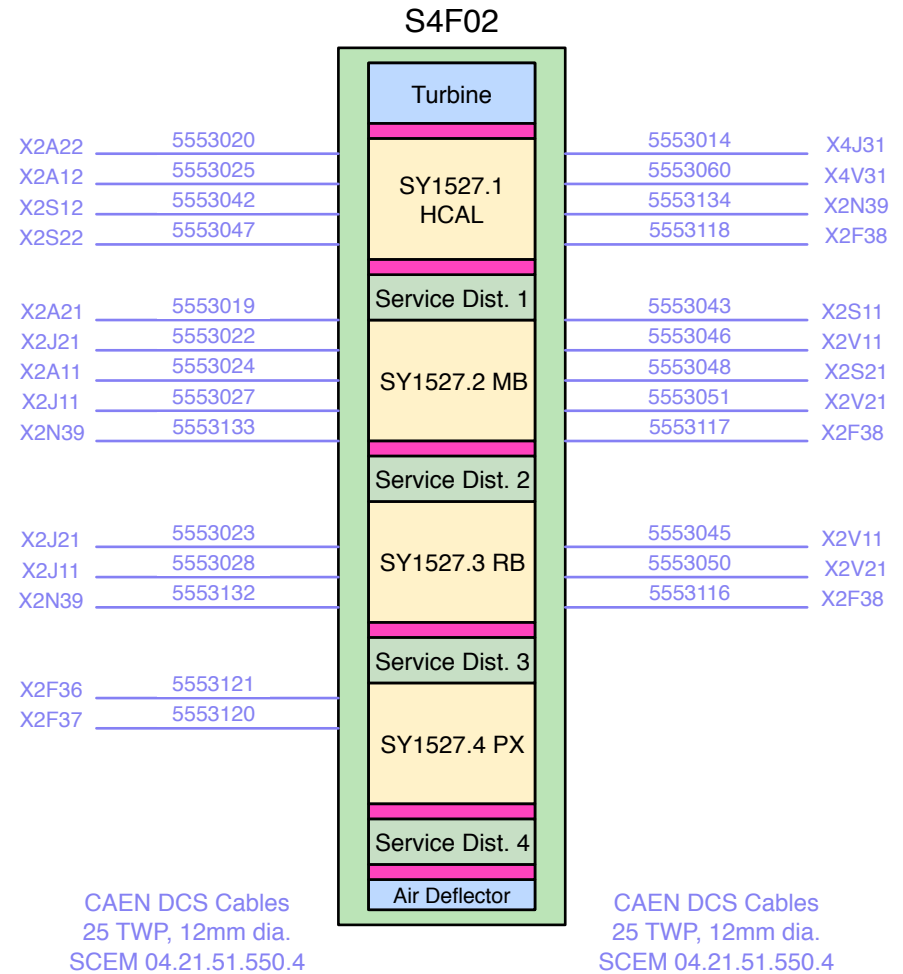 S4F02
Turbine
X2A22 5553020
X2A12 5553025
X2S12 5553042
X2S22 5553047
SY1527.1
HCAL
5553014 X4J31
5553060 X4V31
5553134 X2N39
5553118 X2F38
Service Dist. 1
X2A21 5553019
X2J21 5553022
X2A11 5553024
X2J11 5553027
X2N39 5553133
SY1527.2 MB
5553043 X2S11
5553046 X2V11
5553048 X2S21
5553051 X2V21
5553117 X2F38
Service Dist. 2
X2J21 5553023
X2J11 5553028
X2N39 5553132
SY1527.3 RB
5553045 X2V11
5553050 X2V21
5553116 X2F38
Service Dist. 3
X2F36 5553121
X2F37 5553120
SY1527.4 PX
Service Dist. 4
Air Deflector
CAEN DCS Cables
25 TWP, 12mm dia.
SCEM 04.21.51.550.4
CAEN DCS Cables
25 TWP, 12mm dia.
SCEM 04.21.51.550.4